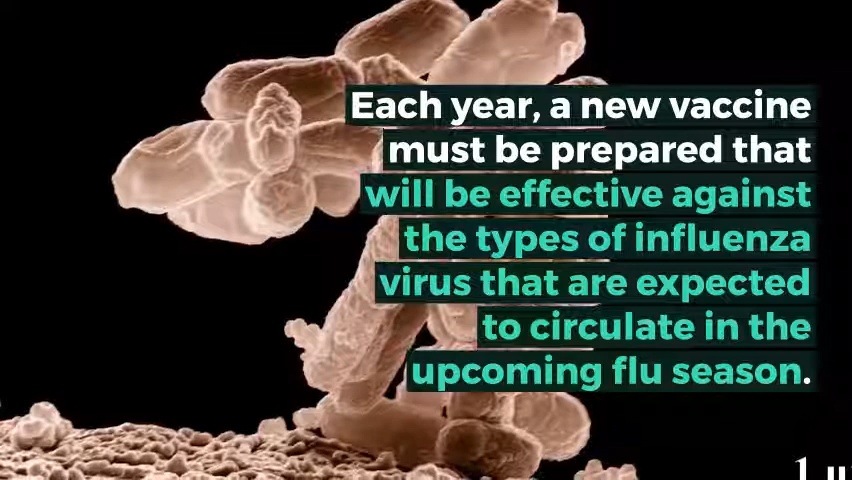 Each year, a new vaccine
must be prepared that
will be effective against
the types of influenza
virus that are expected
to circulate in the
upcoming flu season.
1